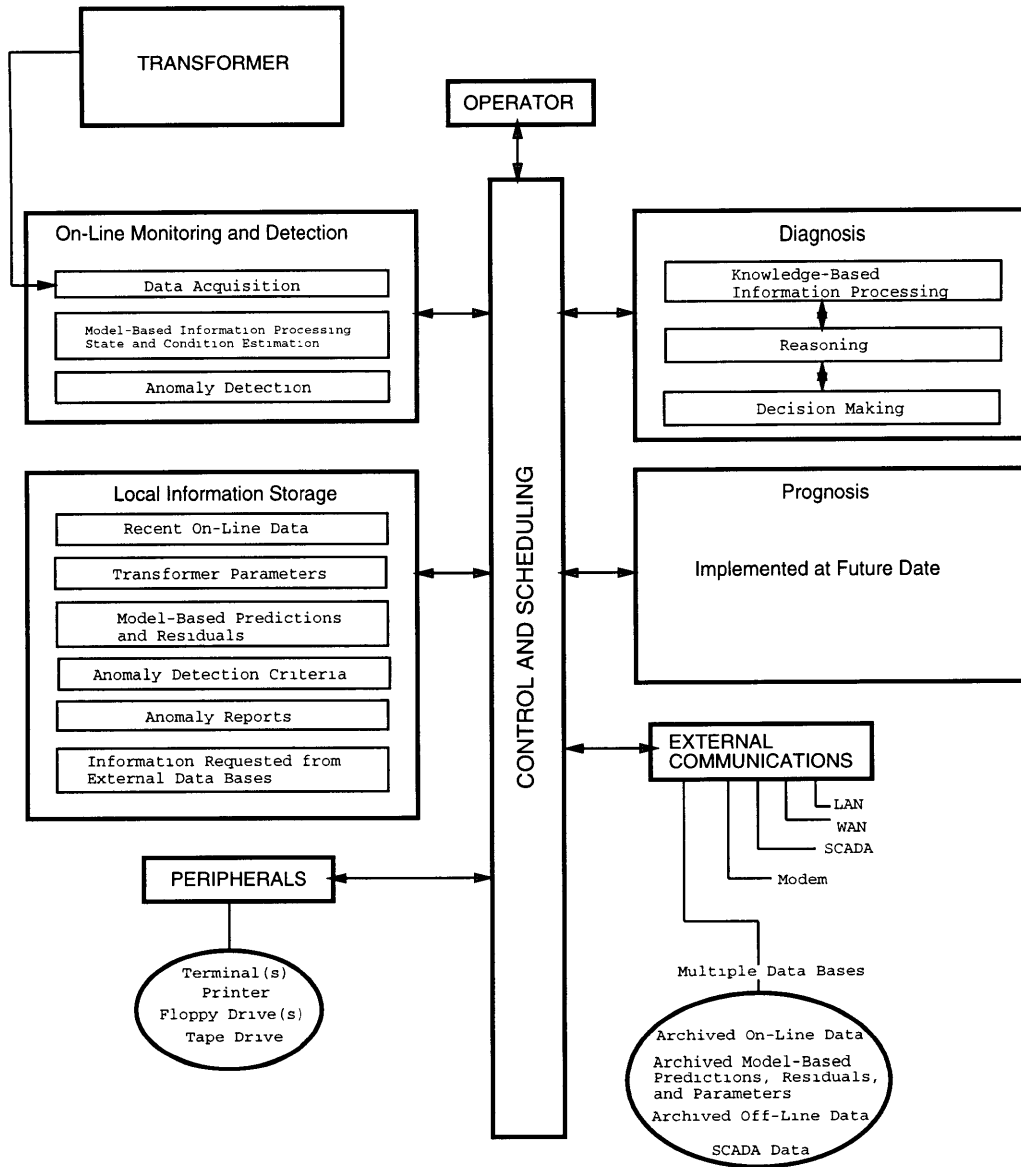 TRANSFORMER
OPERATOR
On-Line Monitoring and Detection
Data Acquisition
Model-Based Information Processing
State and Condition Estimation
Anomaly Detection
Diagnosis
Knowledge-Based
Information Processing
Reasoning
Decision Making
Local Information Storage
Recent On-Line Data
Transformer Parameters
Model-Based Predictions
and Residuals
Anomaly Detection Criteria
Anomaly Reports
Information Requested from
External Data Bases
CONTROL AND SCHEDULING
Prognosis
Implemented at Future Date
EXTERNAL
COMMUNICATIONS
LAN
WAN
SCADA
Modem
PERIPHERALS
Terminal(s)
Printer
Floppy Drive(s)
Tape Drive
Multiple Data Bases
Archived On-Line Data
Archived Model-Based
Predictions, Residuals,
and Parameters
Archived Off-Line Data
SCADA Data